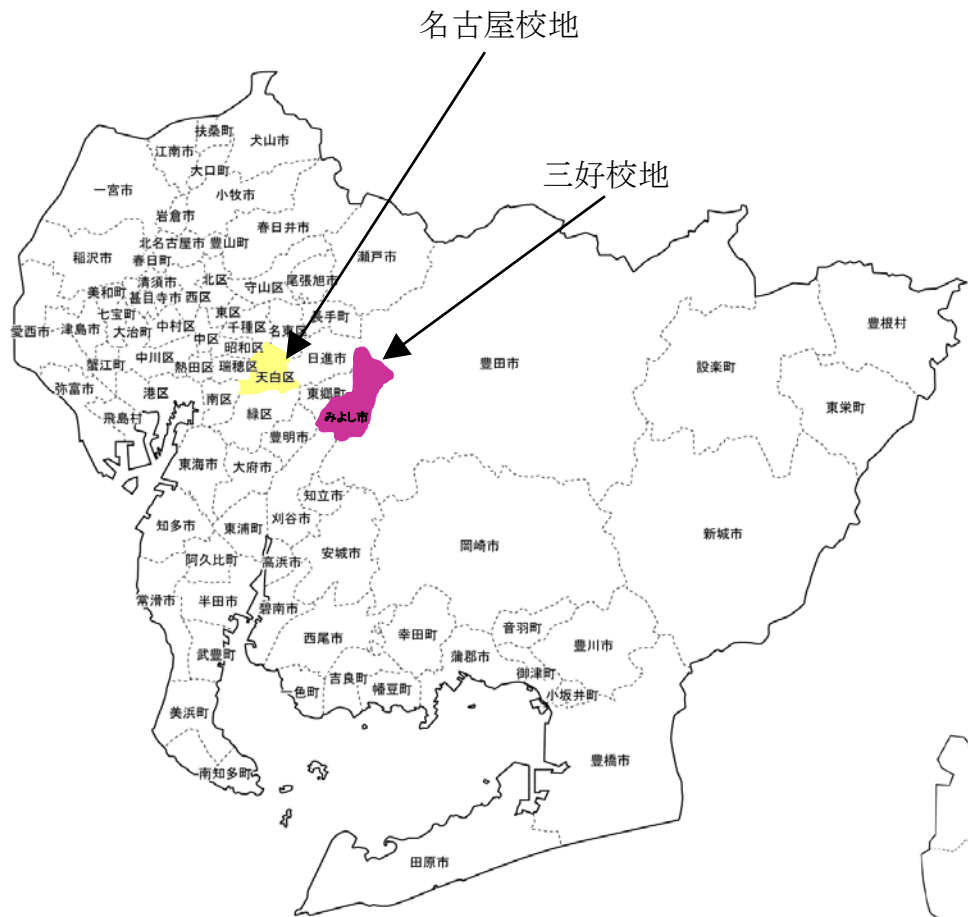 名古屋校地
三好校地
扶桑町
犬山市
江南市
大口町
一宮市
小牧市
岩倉市
春日井市
北名古屋市
豊山町
稲沢市
春日町
瀬戸市
清須市
北区
守山区
尾張旭市
美和町
甚目寺市
西区
七宝町
東区
長手町
愛西市
津島市
大治町
中村区
千種区
名東区
中区
昭和区
豊根村
蟹江町
中川区
熱田区
瑞穂区
日進市
豊田市
設楽町
天白区
弥富市
港区
南区
東郷町
東栄町
飛島村
緑区
みよし市
豊明市
東海市
大府市
知立市
知多市
東浦町
刈谷市
新城市
岡崎市
安城市
阿久比町
高浜市
常滑市
半田市
碧南市
西尾市
幸田町
音羽町
豊川市
武豊町
蒲郡市
御津町
吉良町
一色町
幡豆町
小坂井町
美浜町
豊橋市
南知多町
田原市